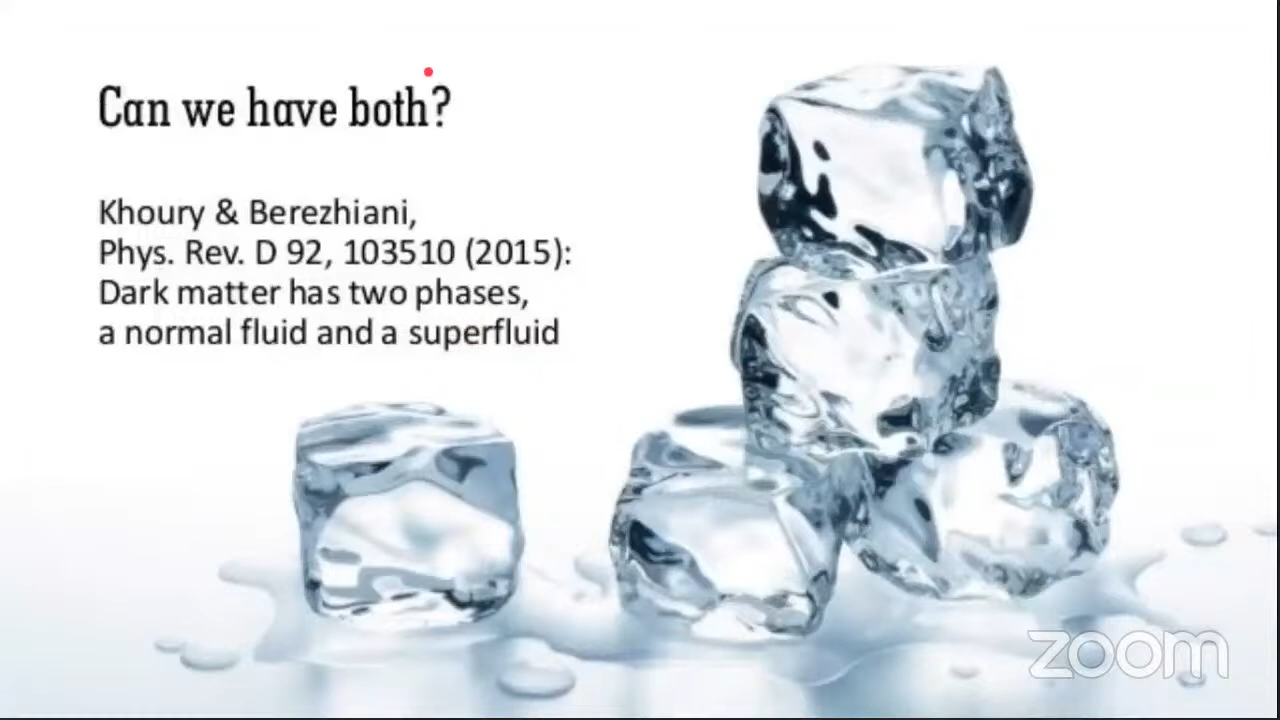 Can we have both?
Khoury & Berezhiani,
Phys. Rev. D 92, 103510 (2015):
Dark matter has two phases,
a normal fluid and a superfluid
zoom